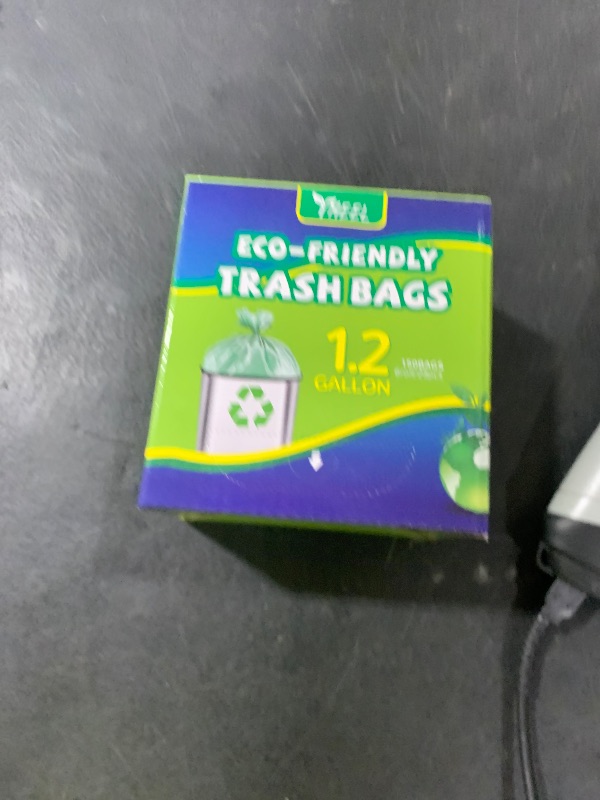 ECO-FRIENDLY
TRASH BAGS
1.2
GALLON